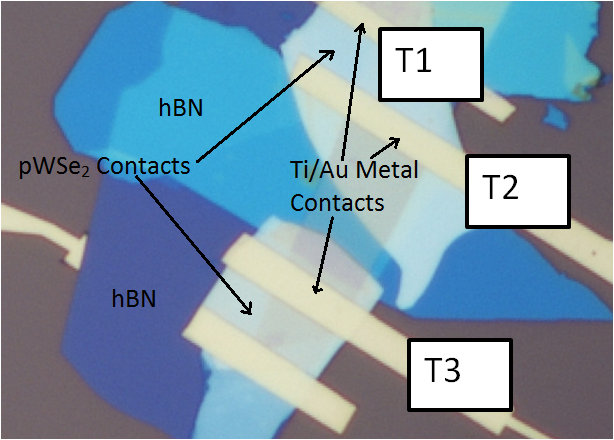 T1
hBN
pWSe₂ Contacts
Ti/Au Metal
Contacts
T2
hBN
T3